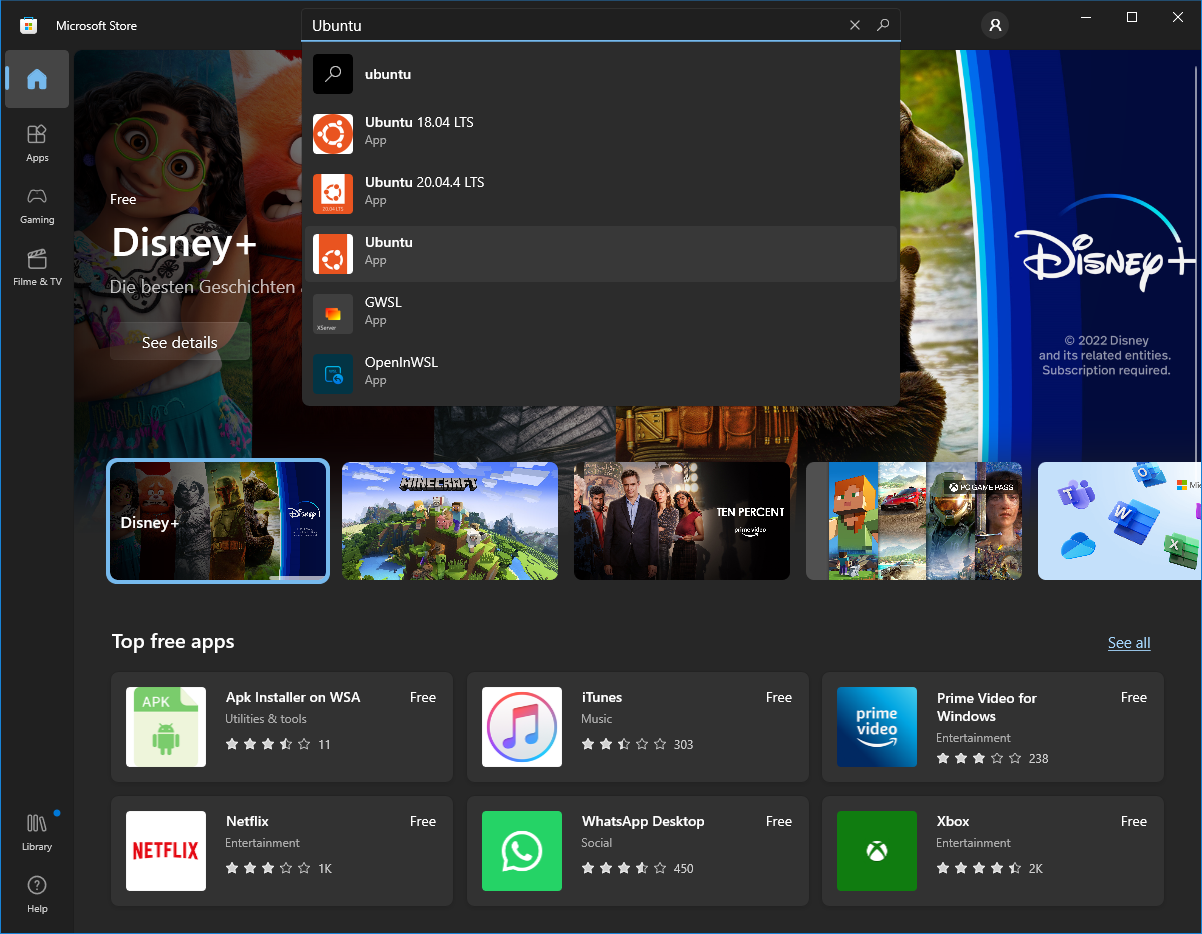 Microsoft Store
Ubuntu
ubuntu
Ubuntu 18.04 LTS
App
Ubuntu 20.04.4 LTS
App
20.04 LTS
Ubuntu
App
GWSL
App
XServer
OpenInWSL
App
Apps
Gaming
Filme & TV
Free
Disney+
Die besten Geschichten
See details
Disney+
© 2022 Disney
and its related entities.
Subscription required.
Disney+
Disney+
MINECRAFT
TEN PERCENT
prime video
PC GAME PASS
Top free apps
See all
APK
Apk Installer on WSA
Free
Utilities & tools
11
iTunes
Free
Music
303
prime
video
Prime Video for
Windows
Free
Entertainment
238
NETFLIX
Netflix
Free
Entertainment
1K
WhatsApp Desktop
Free
Social
450
Xbox
Free
Entertainment
2K
Library
Help